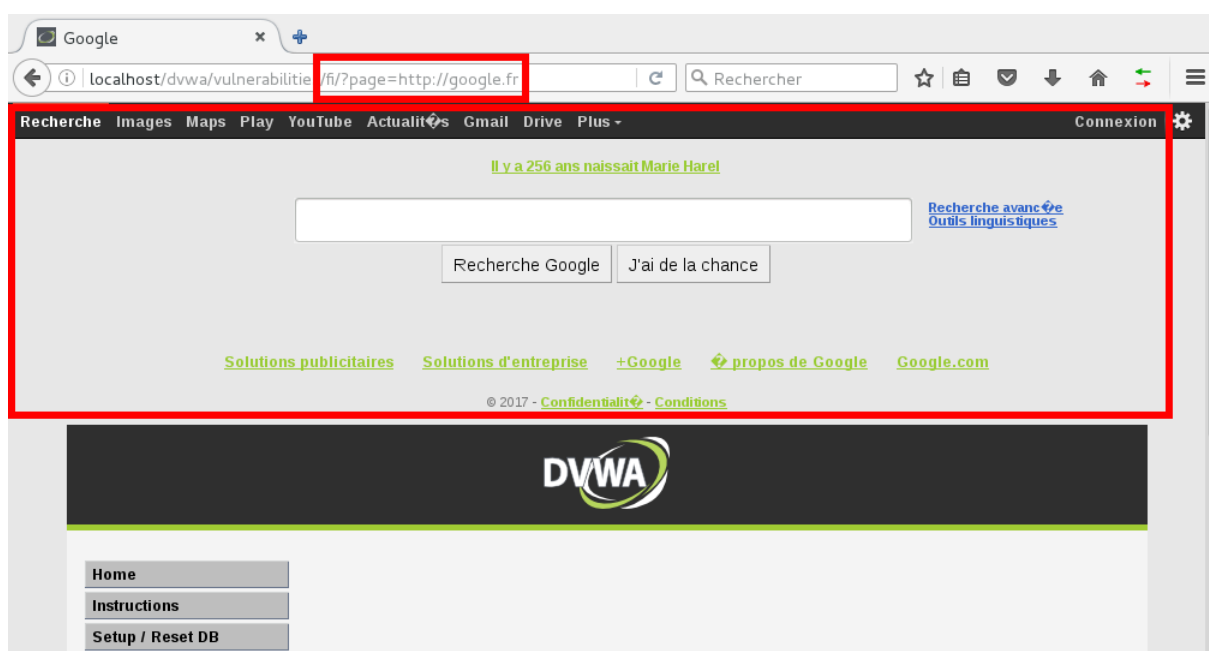 Google
localhost/dvwa/vulnerabilitie /fi/?page=http://google.fr
Rechercher
Recherche Images Maps Play YouTube Actualit�s Gmail Drive Plus
Connexion
Il y a 256 ans naissait Marie Harel
Recherche avanc�e
Outils linguistiques
Recherche Google
J'ai de la chance
Solutions publicitaires Solutions d'entreprise +Google � propos de Google Google.com
© 2017 - Confidentialit� - Conditions
DVWA
Home
Instructions
Setup / Reset DB